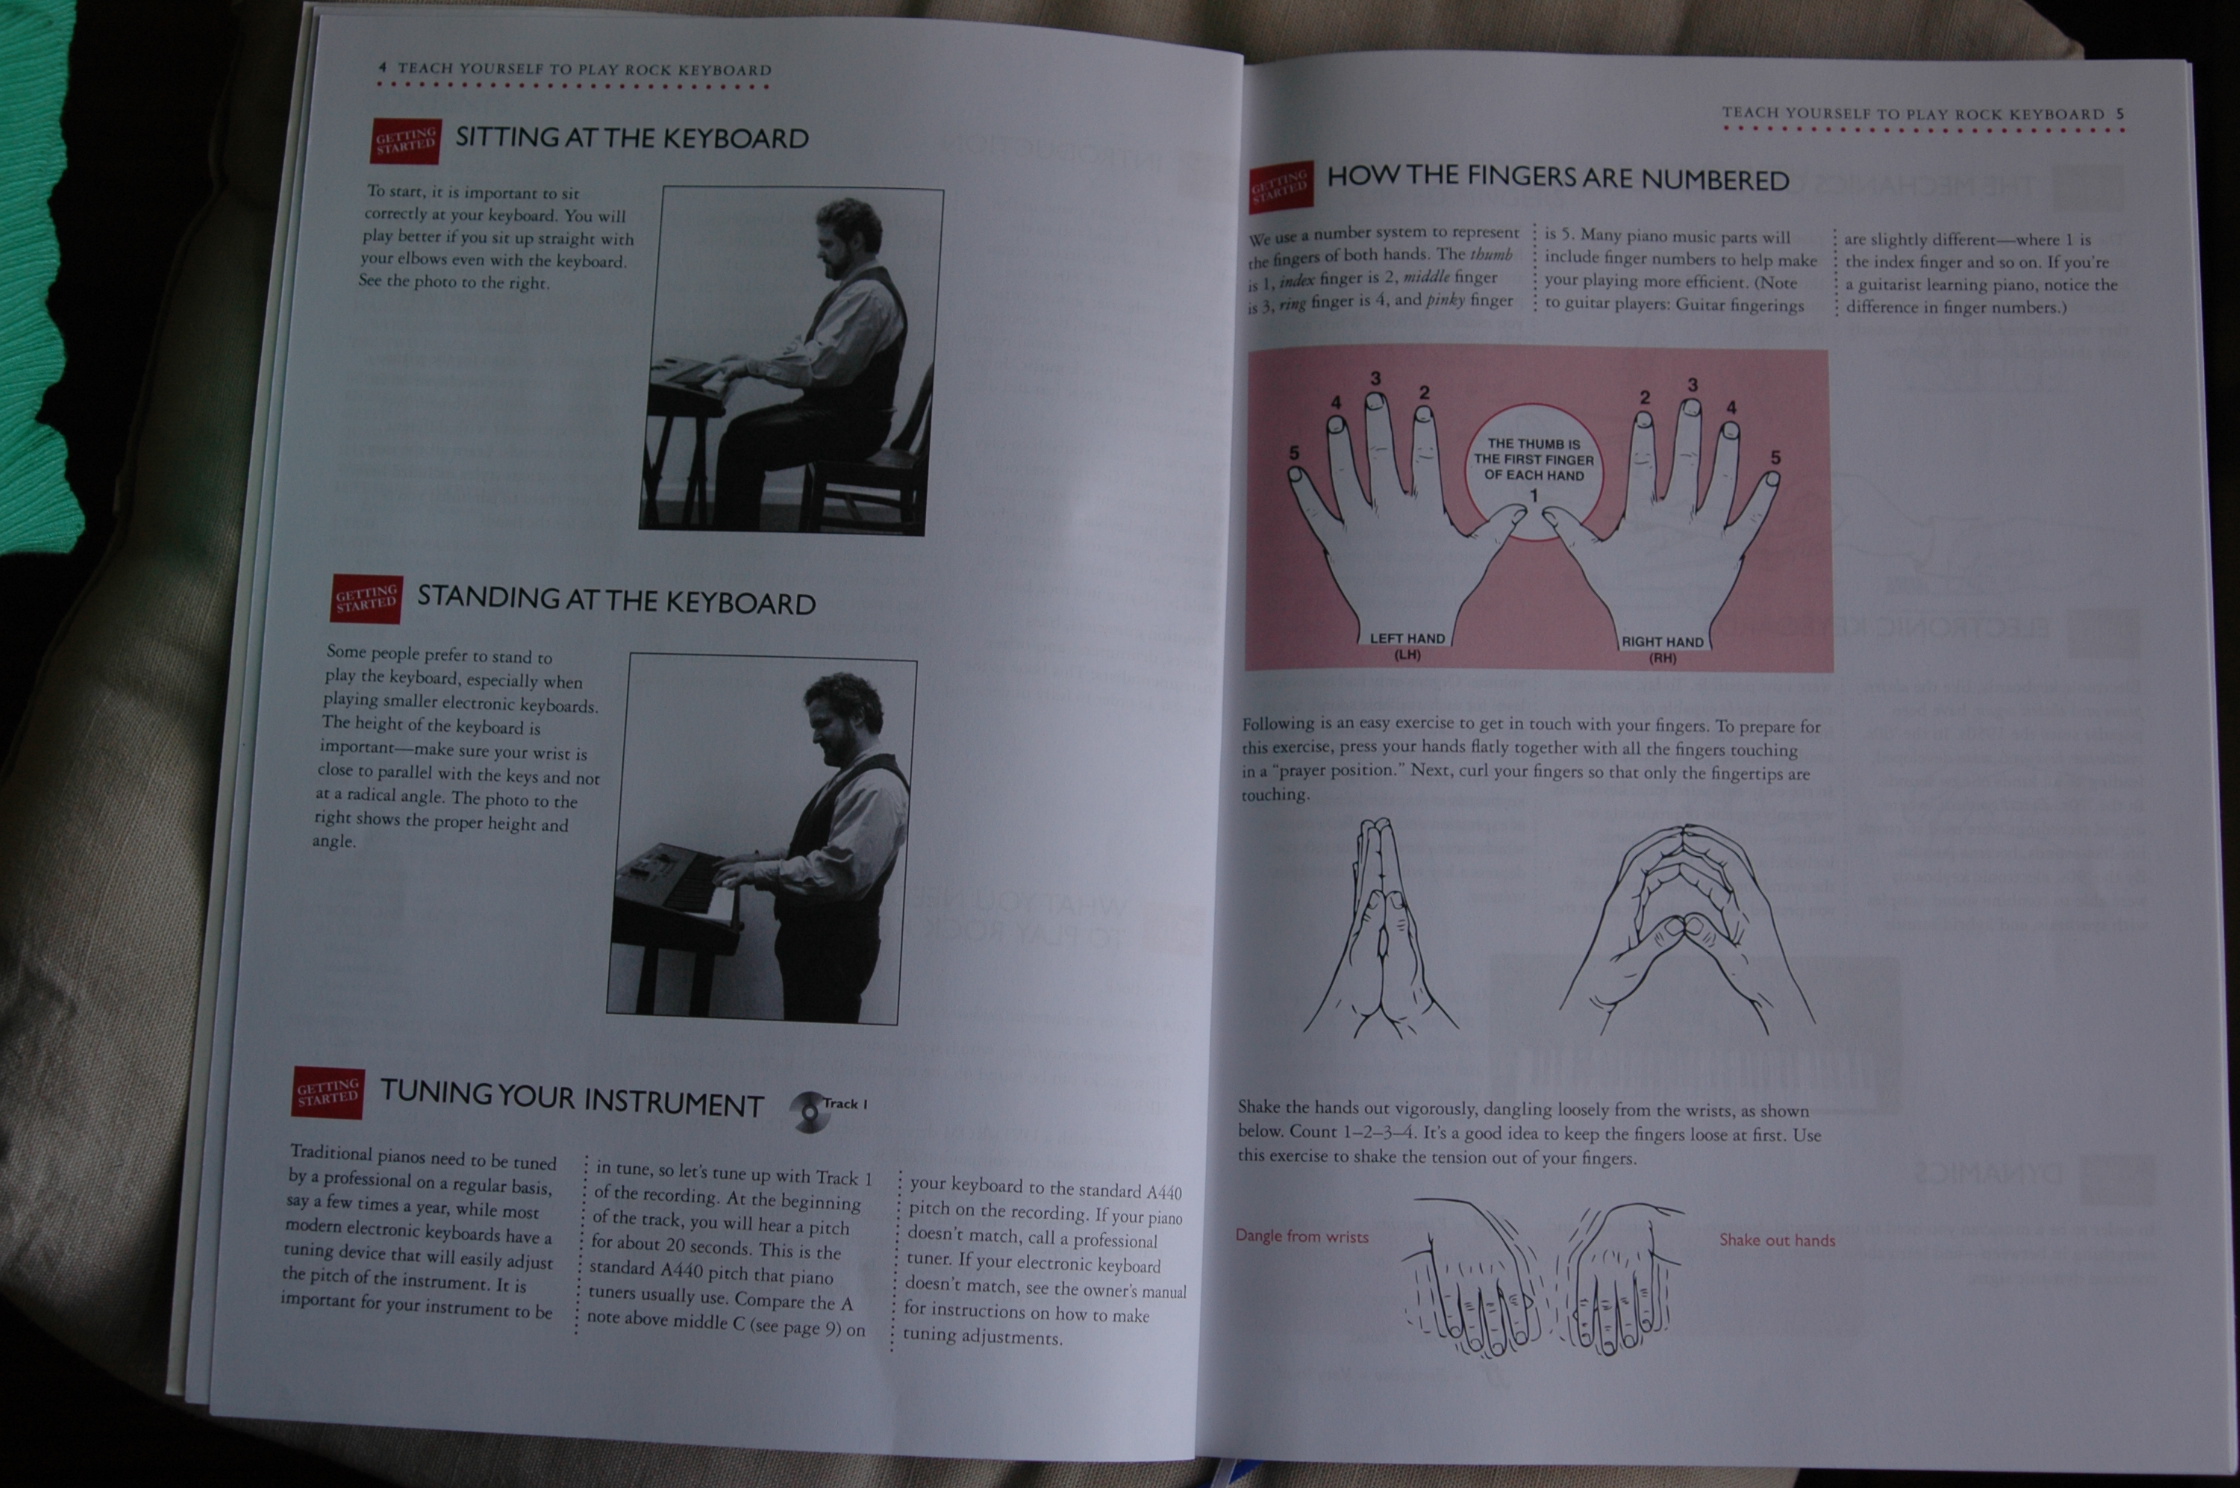 4 TEACH YOURSELF TO PLAY ROCK KEYBOARD
GETTING
STARTED
SITTING AT THE KEYBOARD
To start, it is important to sit
correctly at your keyboard. You will
play better if you sit up straight with
your elbows even with the keyboard.
See the photo to the right.
GETTING
STARTED
STANDING AT THE KEYBOARD
Some people prefer to stand to
play the keyboard, especially when
playing smaller electronic keyboards.
The height of the keyboard is
important—make sure your wrist is
close to parallel with the keys and not
at a radical angle. The photo to the
right shows the proper height and
angle.
GETTING
STARTED
TUNING YOUR INSTRUMENT
Track 1
Traditional pianos need to be tuned
by a professional on a regular basis,
say a few times a year, while most
modern electronic keyboards have a
tuning device that will easily adjust
the pitch of the instrument. It is
important for your instrument to be
in tune, so let's tune up with Track 1
of the recording. At the beginning
of the track, you will hear a pitch
for about 20 seconds. This is the
standard A440 pitch that piano
tuners usually use. Compare the A
note above middle C (see page 9) on
your keyboard to the standard A440
pitch on the recording. If your piano
doesn't match, call a professional
tuner. If your electronic keyboard
doesn't match, see the owner's manual
for instructions on how to make
tuning adjustments.
TEACH YOURSELF TO PLAY ROCK KEYBOARD 5
GETTING
STARTED
HOW THE FINGERS ARE NUMBERED
We use a number system to represent
the fingers of both hands. The thumb
is 1, index finger is 2, middle finger
is 3, ring finger is 4, and pinky finger
is 5. Many piano music parts will
include finger numbers to help make
your playing more efficient. (Note
to guitar players: Guitar fingerings
are slightly different—where 1 is
the index finger and so on. If you're
a guitarist learning piano, notice the
difference in finger numbers.)
5
4
3
2
THE THUMB IS
THE FIRST FINGER
OF EACH HAND
1
2
3
4
5
LEFT HAND
(LH)
RIGHT HAND
(RH)
Following is an easy exercise to get in touch with your fingers. To prepare for
this exercise, press your hands flatly together with all the fingers touching
in a "prayer position." Next, curl your fingers so that only the fingertips are
touching.
Shake the hands out vigorously, dangling loosely from the wrists, as shown
below. Count 1–2–3–4. It's a good idea to keep the fingers loose at first. Use
this exercise to shake the tension out of your fingers.
Dangle from wrists
Shake out hands